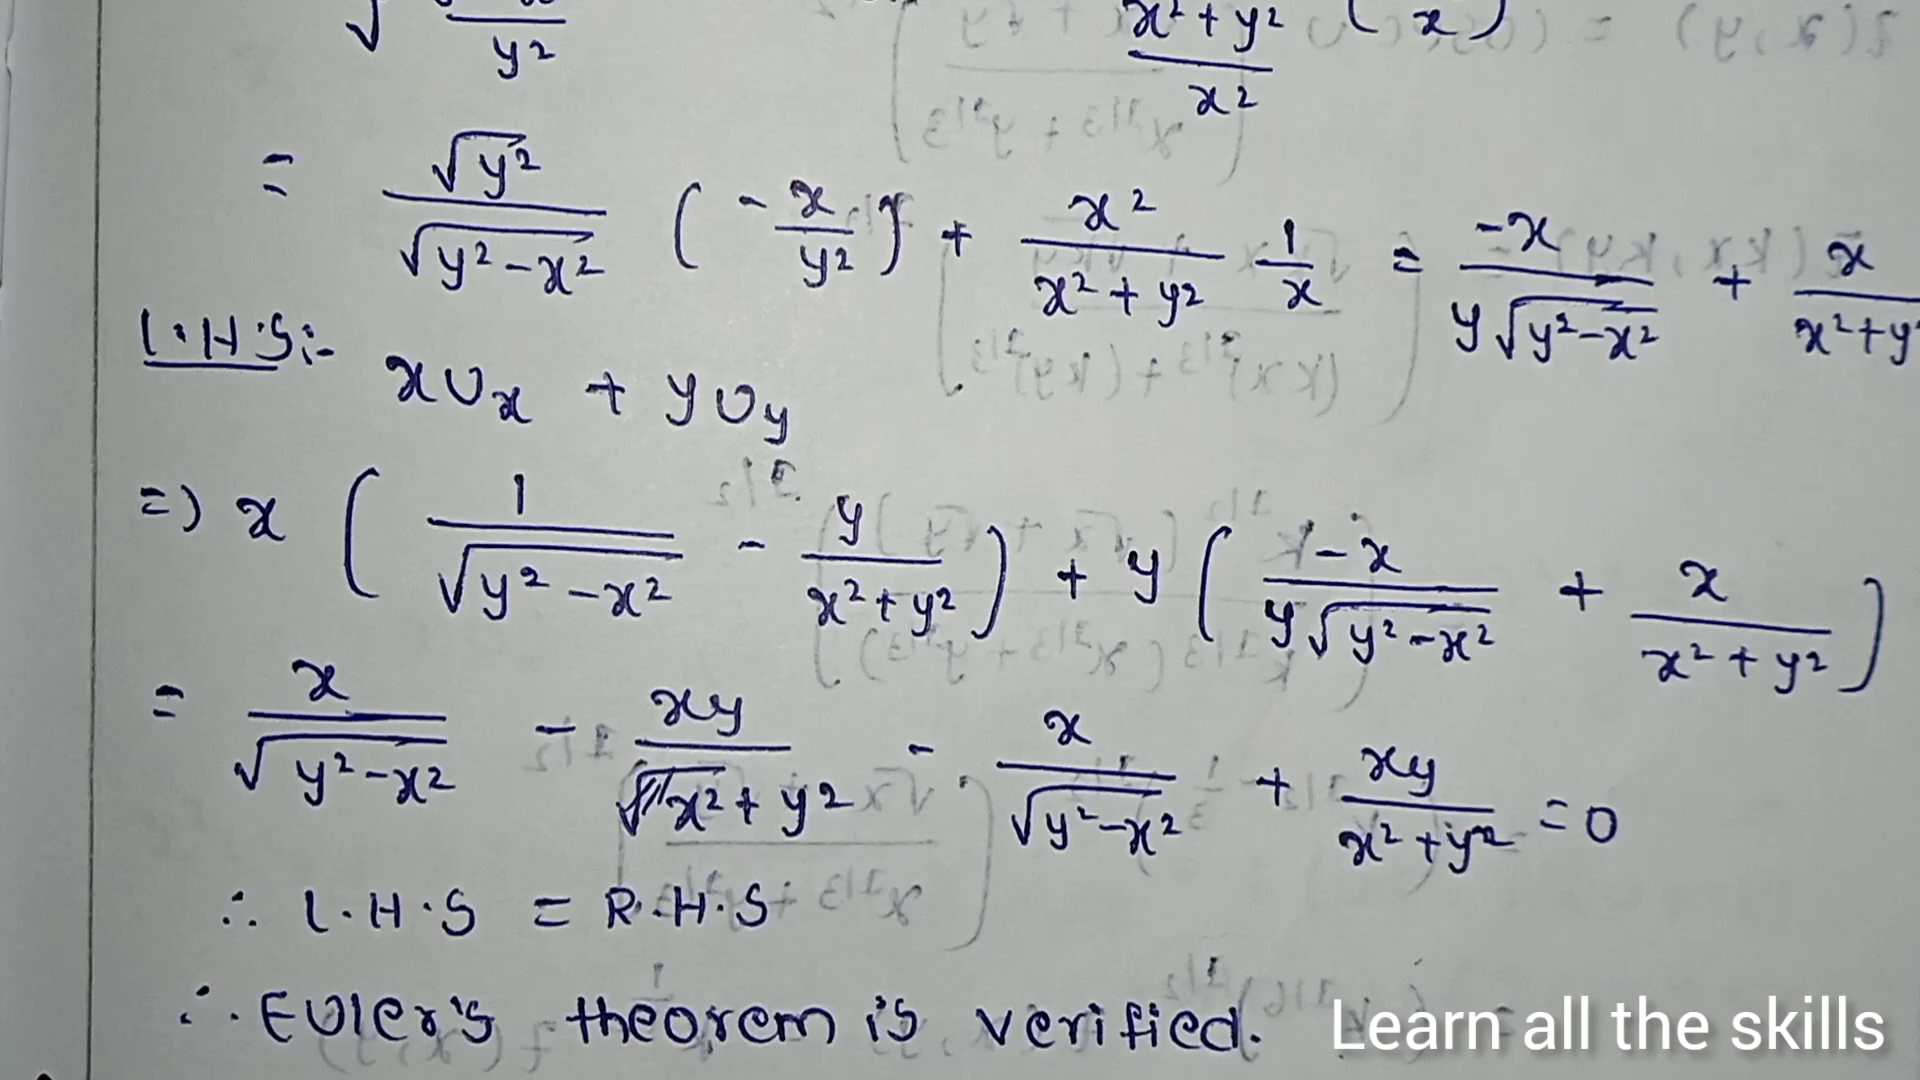 y² x²+y² ( x )
x²
= √y² / √y²-x² ( - x / y² ) + x² / x²+y² 1 / x = -x / y√y²-x² + x / x²+y²
L.H.S:- xUx + yUy
=) x ( 1 / √y²-x² - y / x²+y² ) + y ( -x / y√y²-x² + x / x²+y² )
= x / √y²-x² - xy / x²+y² - x / √y²-x² + xy / x²+y² = 0
∴ L.H.S = R.H.S
∴ Euler's theorem is verified.
Learn all the skills